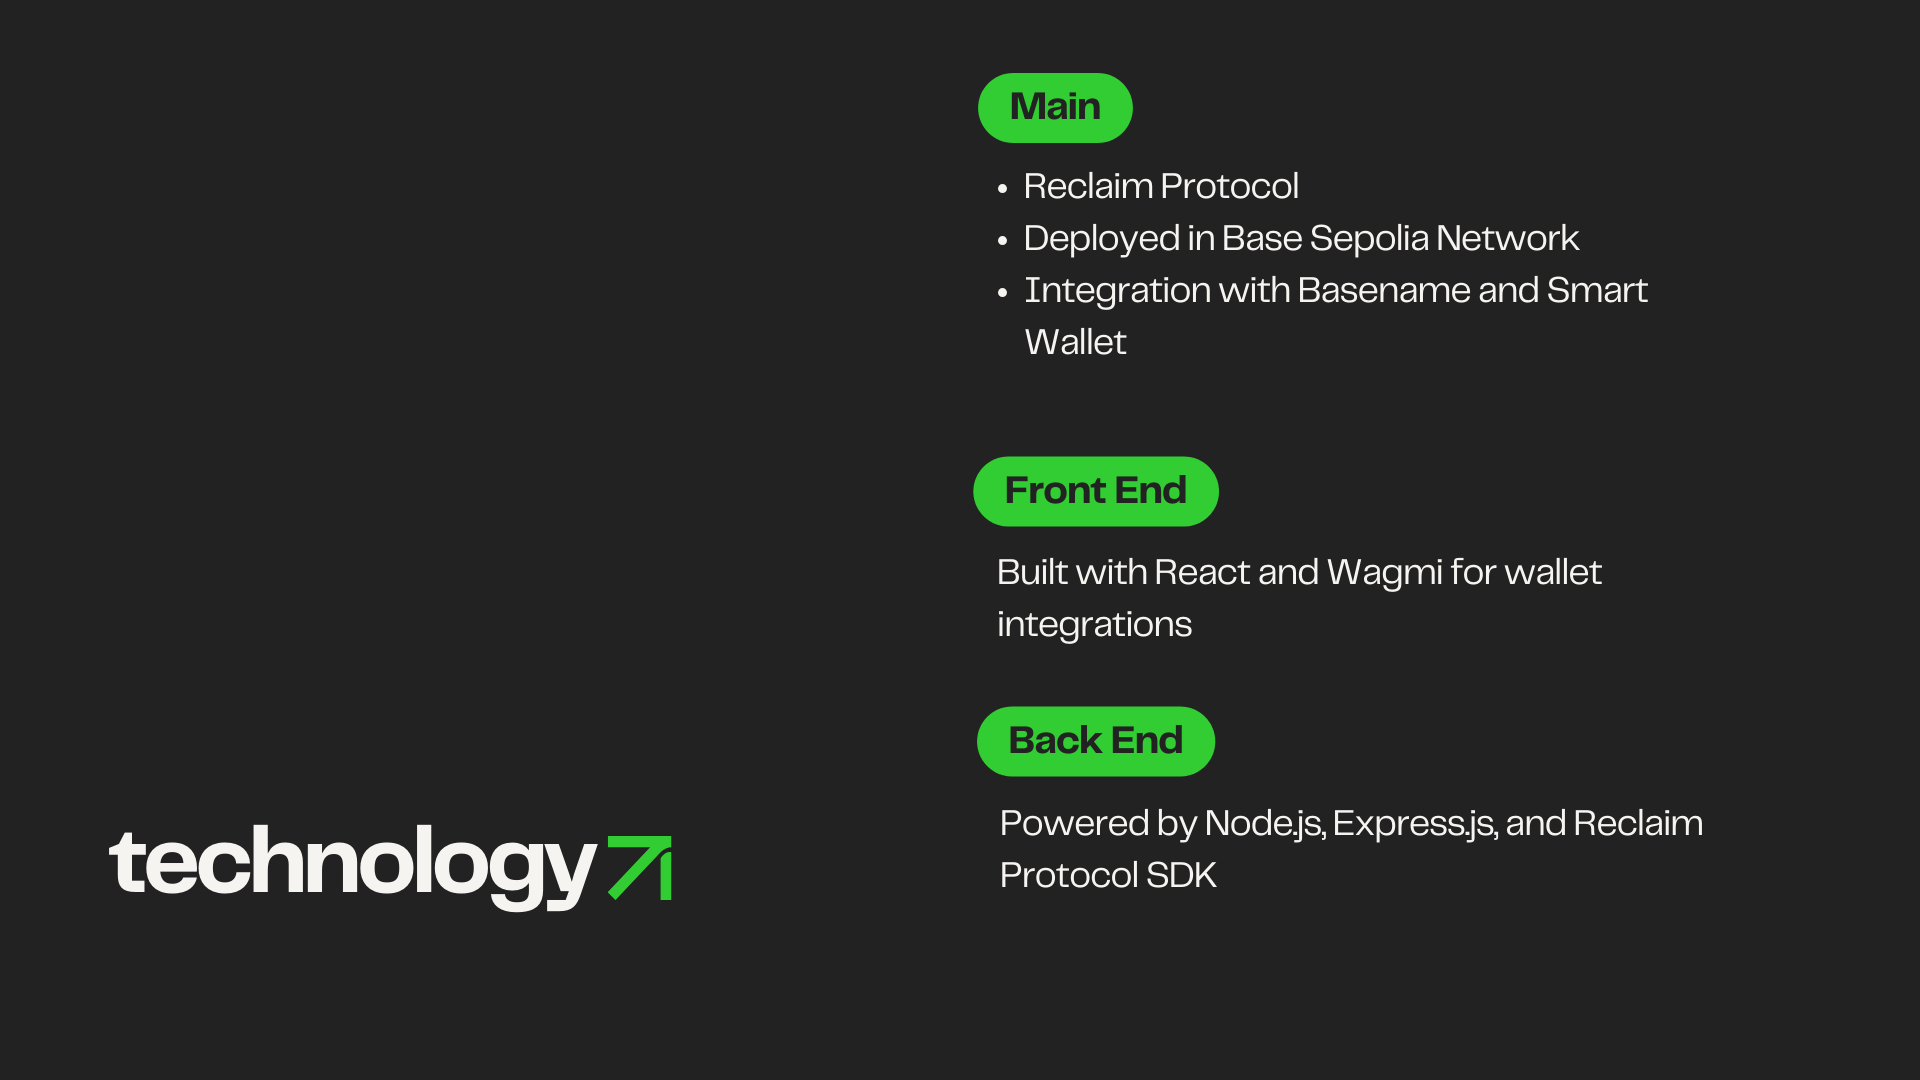 Main
• Reclaim Protocol
• Deployed in Base Sepolia Network
• Integration with Basename and Smart
Wallet
Front End
Built with React and Wagmi for wallet
integrations
Back End
Powered by Node.js, Express.js, and Reclaim
Protocol SDK
technology